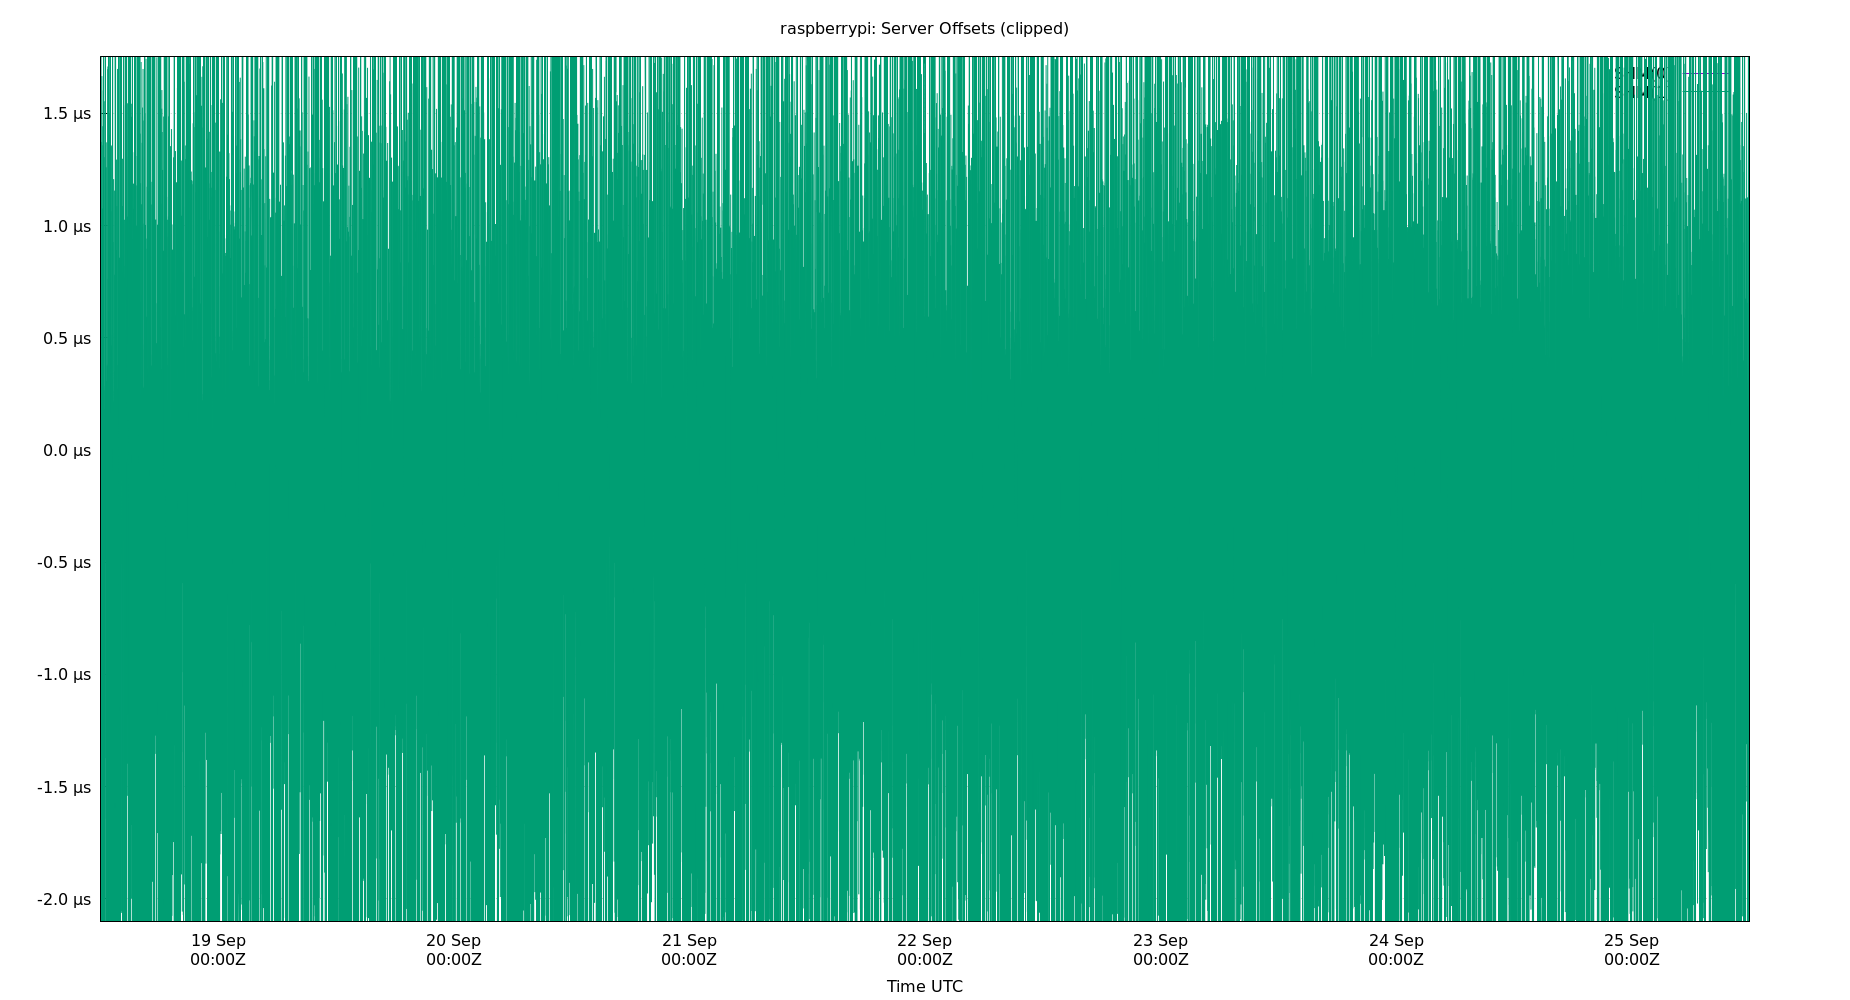 raspberrypi: Server Offsets (clipped)
1.5 µs
1.0 µs
0.5 µs
0.0 µs
-0.5 µs
-1.0 µs
-1.5 µs
-2.0 µs
19 Sep
00:00Z
20 Sep
00:00Z
21 Sep
00:00Z
22 Sep
00:00Z
23 Sep
00:00Z
24 Sep
00:00Z
25 Sep
00:00Z
Time UTC